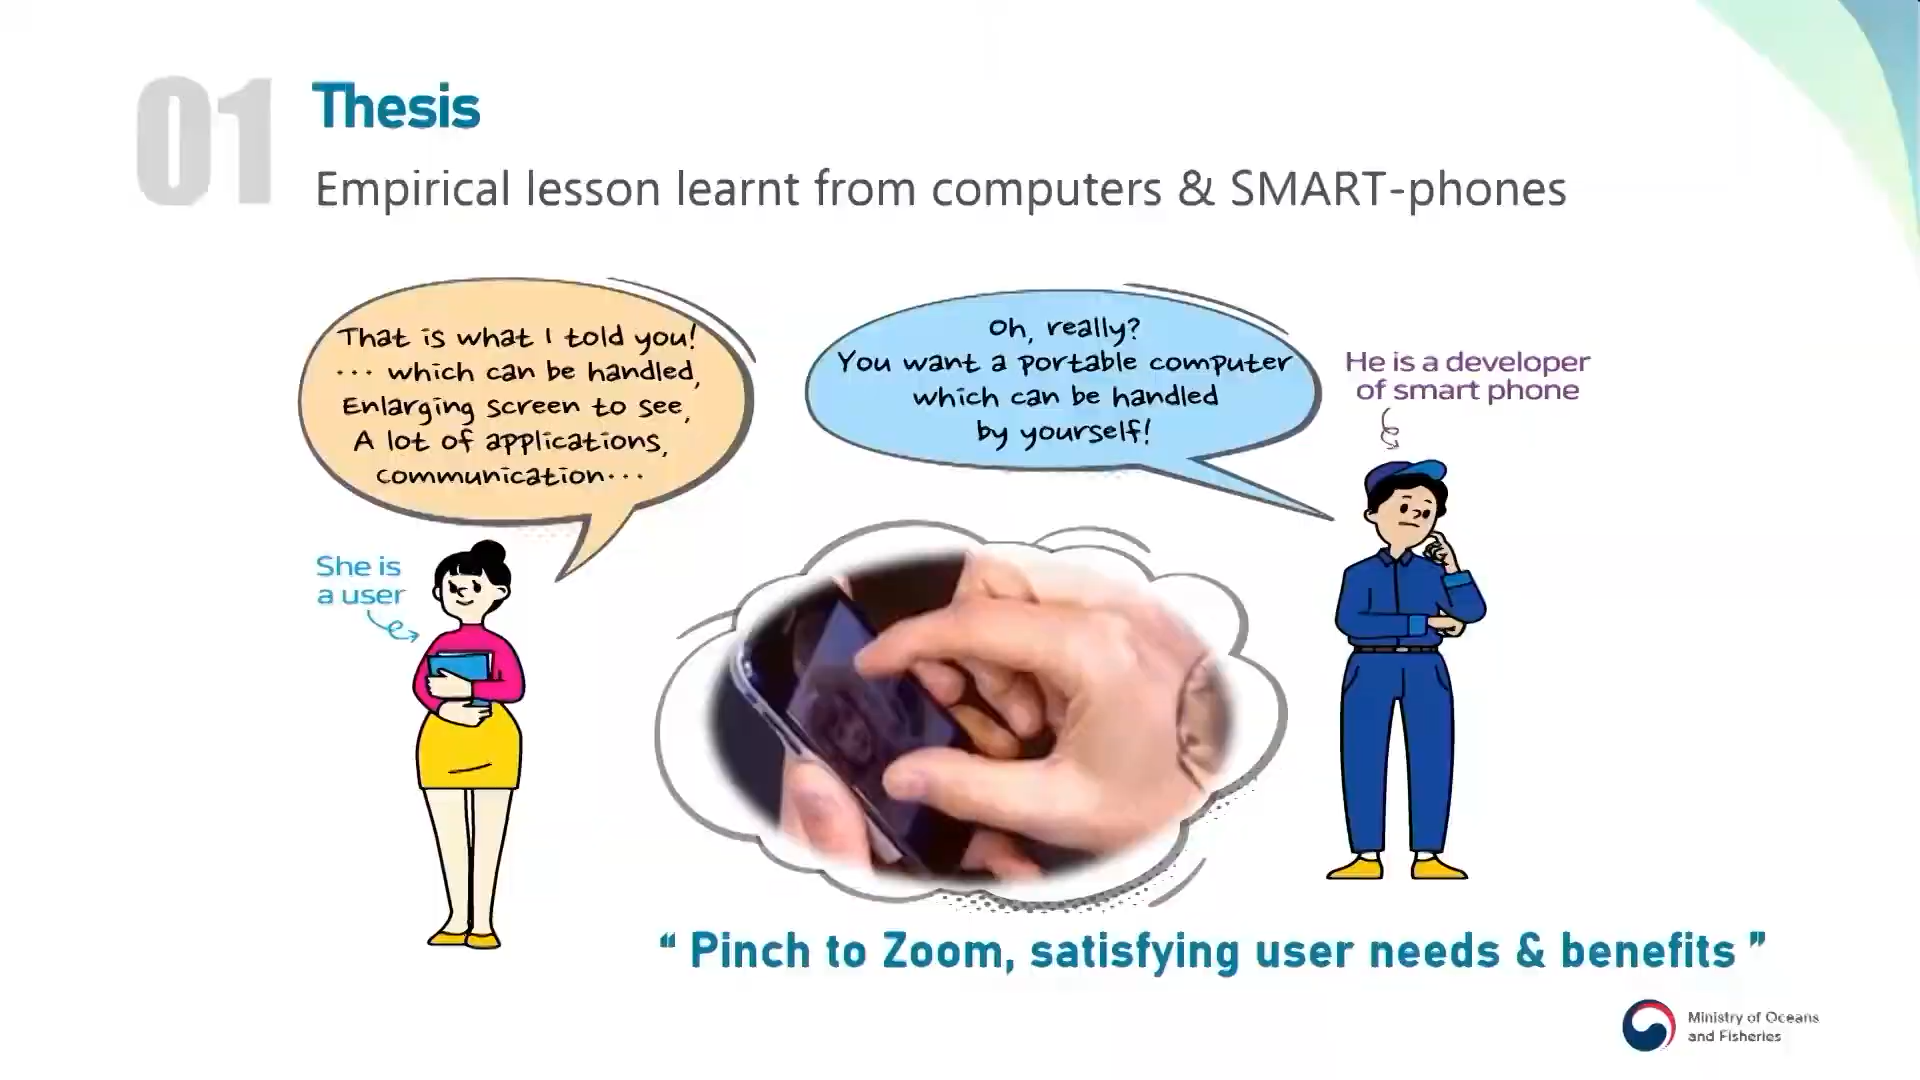 01
Thesis
Empirical lesson learnt from computers & SMART-phones
That is what I told you!
··· which can be handled,
Enlarging screen to see,
A lot of applications,
communication···
Oh, really?
You want a portable computer
which can be handled
by yourself!
He is a developer
of smart phone
She is
a user
“ Pinch to Zoom, satisfying user needs & benefits ”
Ministry of Oceans
and Fisheries